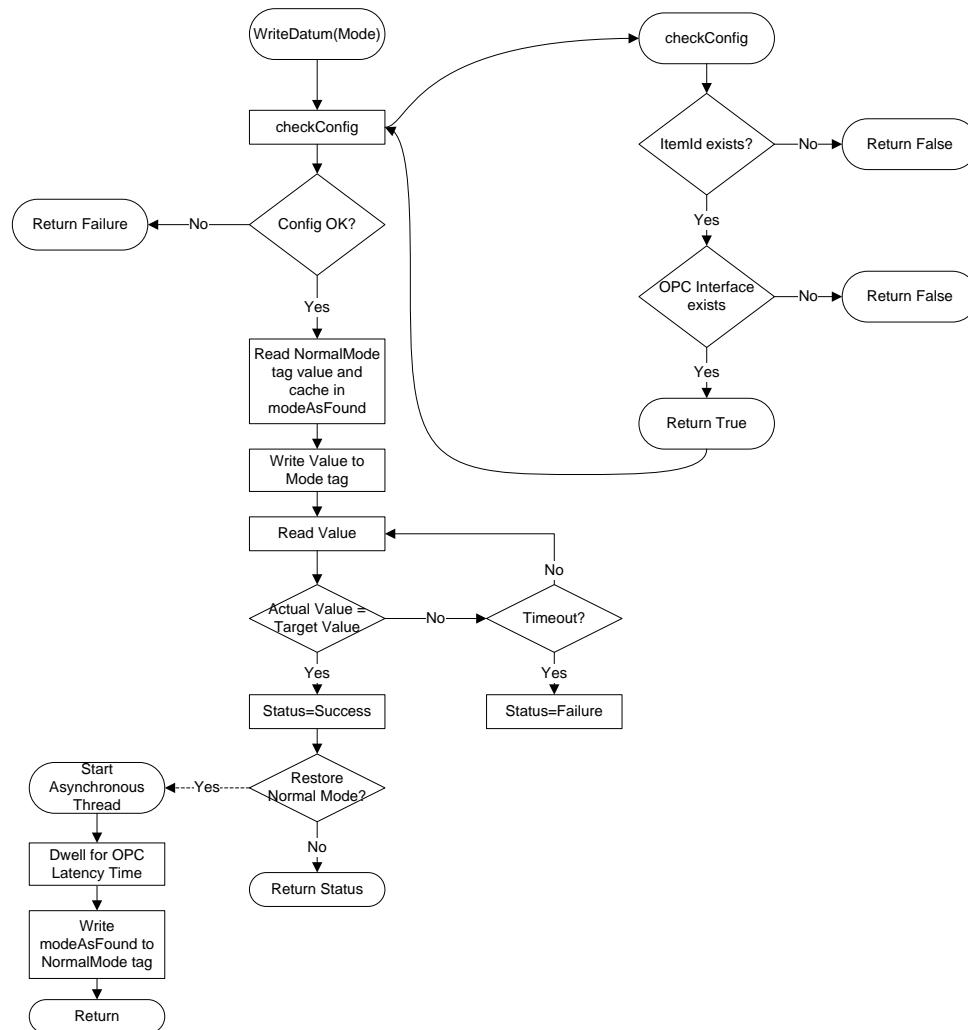 WriteDatum(Mode)
checkConfig
checkConfig
ItemId exists?
No
Return False
Config OK?
No
Return Failure
Yes
Yes
OPC Interface
exists
No
Return False
Read NormalMode
tag value and
cache in
modeAsFound
Yes
Return True
Write Value to
Mode tag
Read Value
No
Actual Value =
Target Value
No
Timeout?
Yes
Yes
Status=Success
Status=Failure
Start
Asynchronous
Thread
Yes
Restore
Normal Mode?
No
Dwell for OPC
Latency Time
Return Status
Write
modeAsFound to
NormalMode tag
Return